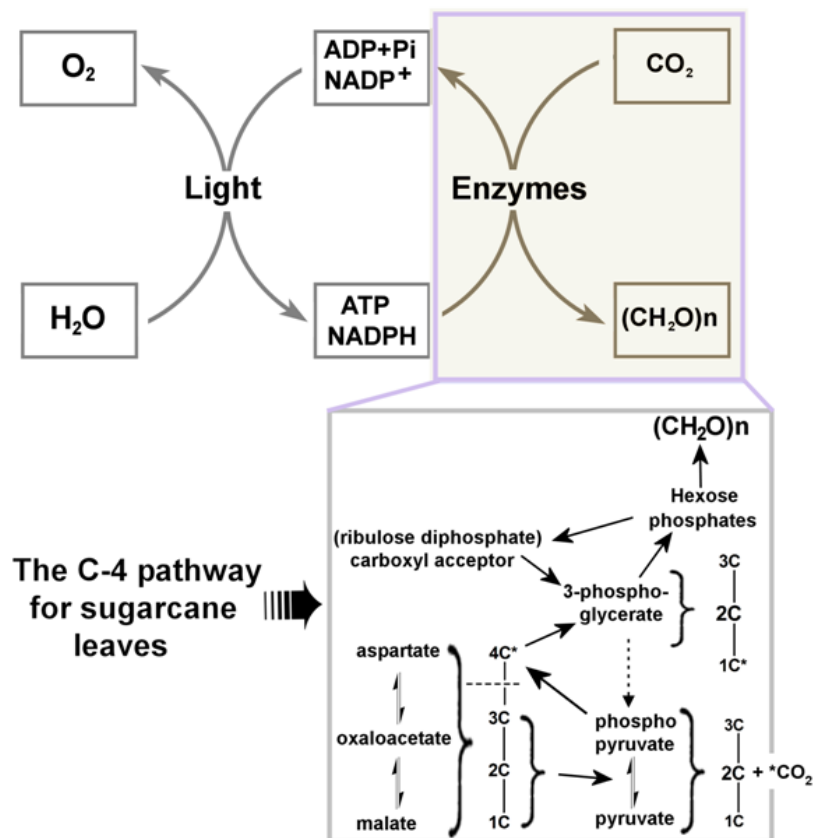 O₂
ADP+Pi
NADP⁺
CO₂
Light
Enzymes
H₂O
ATP
NADPH
(CH₂O)n
(CH₂O)n
Hexose
phosphates
(ribulose diphosphate)
carboxyl acceptor
3-phospho-
glycerate
3C
2C
1C*
The C-4 pathway
for sugarcane
leaves
aspartate
oxaloacetate
malate
4C*
3C
2C
1C
phospho
pyruvate
pyruvate
3C
2C + *CO₂
1C